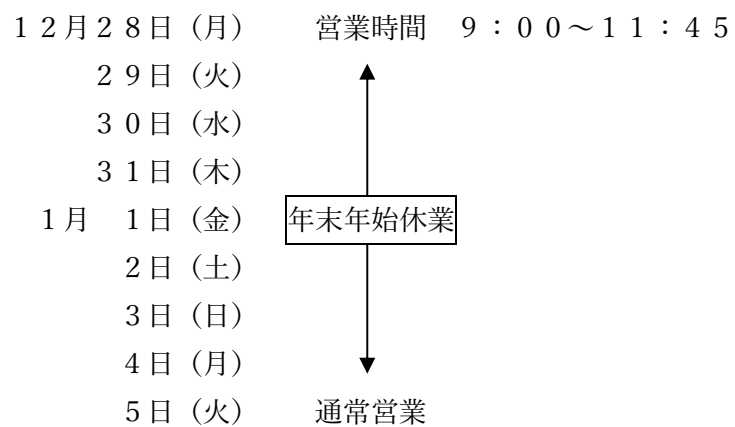 １２月２８日（月）　営業時間　９：００～１１：４５
２９日（火）
３０日（水）
３１日（木）
１月　１日（金）　年末年始休業
２日（土）
３日（日）
４日（月）
５日（火）　通常営業